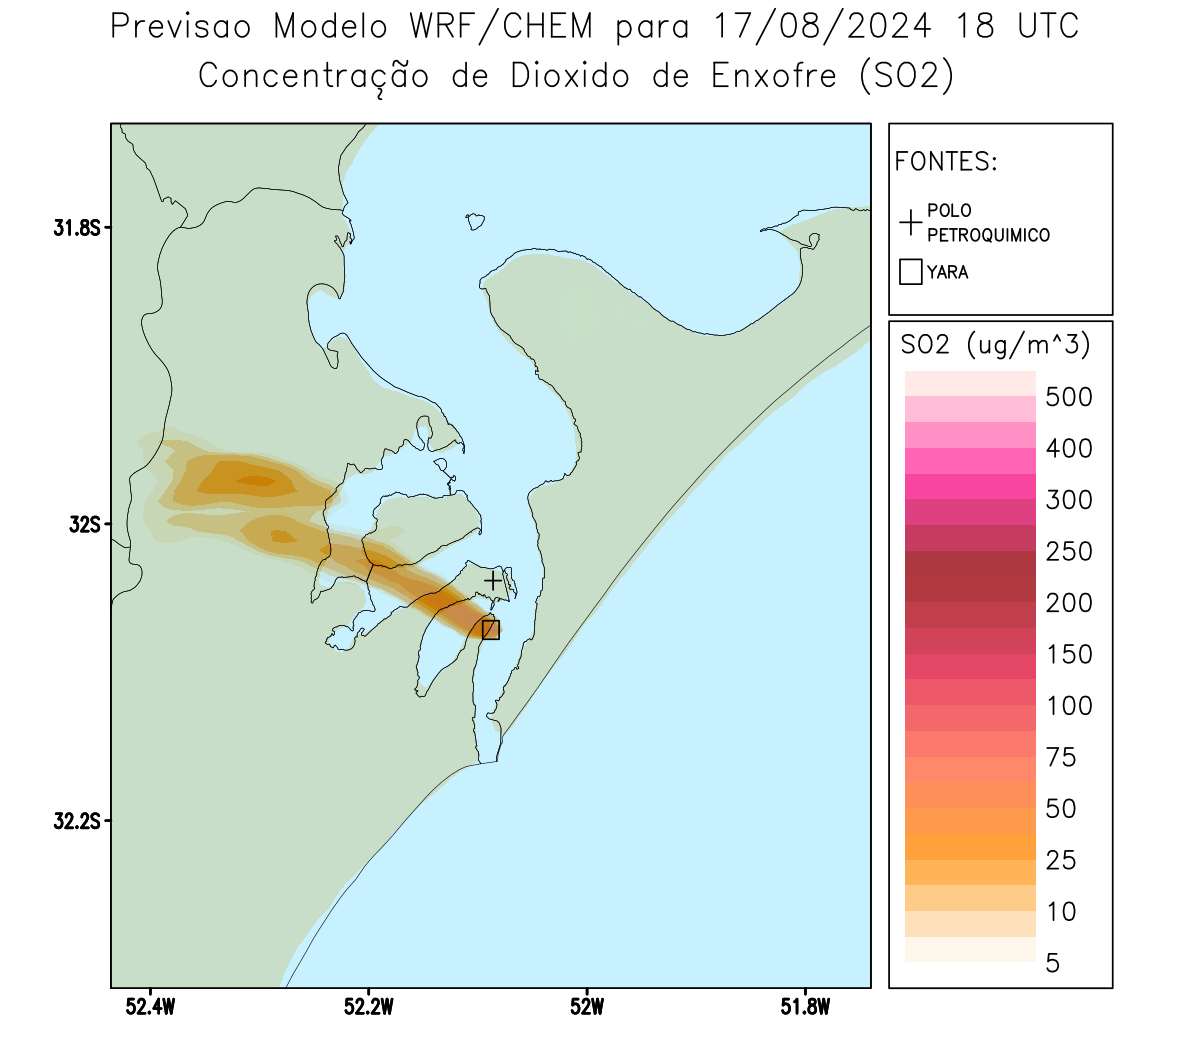 Previsao Modelo WRF/CHEM para 17/08/2024 18 UTC
Concentração de Dioxido de Enxofre (SO2)
FONTES:
POLO
PETROQUIMICO
YARA
SO2 (ug/m^3)
500
400
300
250
200
150
100
75
50
25
10
5
31.8S
32S
32.2S
52.4W
52.2W
52W
51.8W